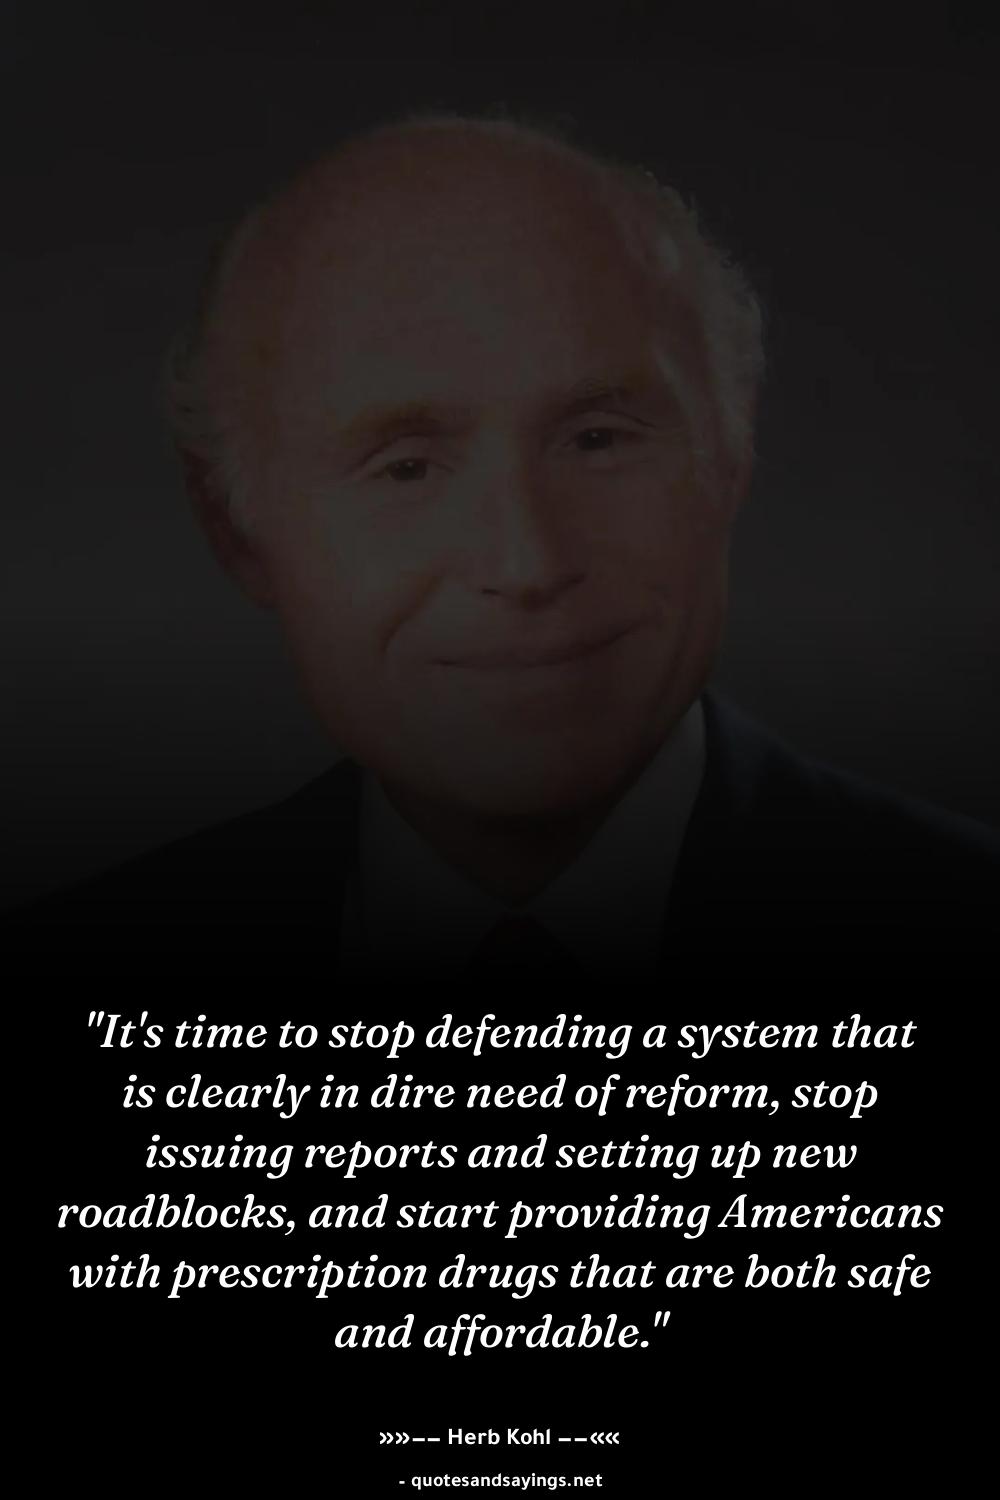 "It's time to stop defending a system that
is clearly in dire need of reform, stop
issuing reports and setting up new
roadblocks, and start providing Americans
with prescription drugs that are both safe
and affordable."
»»−− Herb Kohl −−««
- quotesandsayings.net